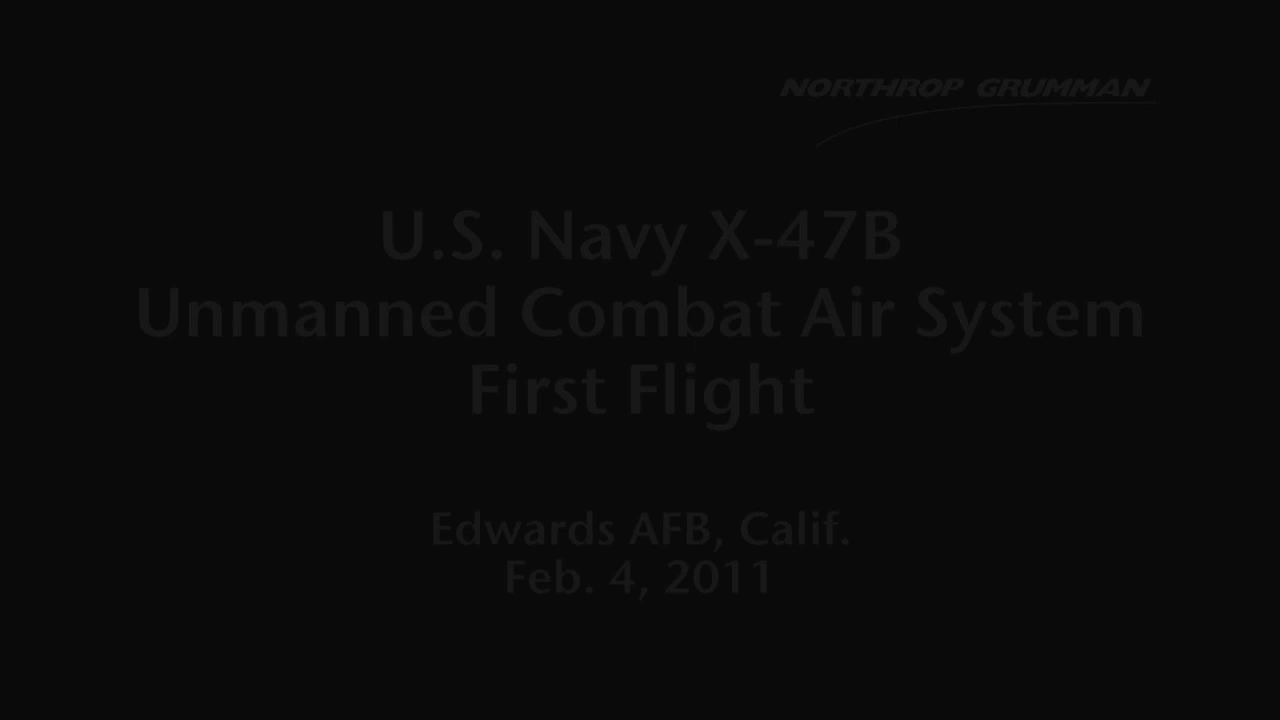 NORTHROP GRUMMAN
U.S. Navy X-47B
Unmanned Combat Air System
First Flight
Edwards AFB, Calif.
Feb. 4, 2011